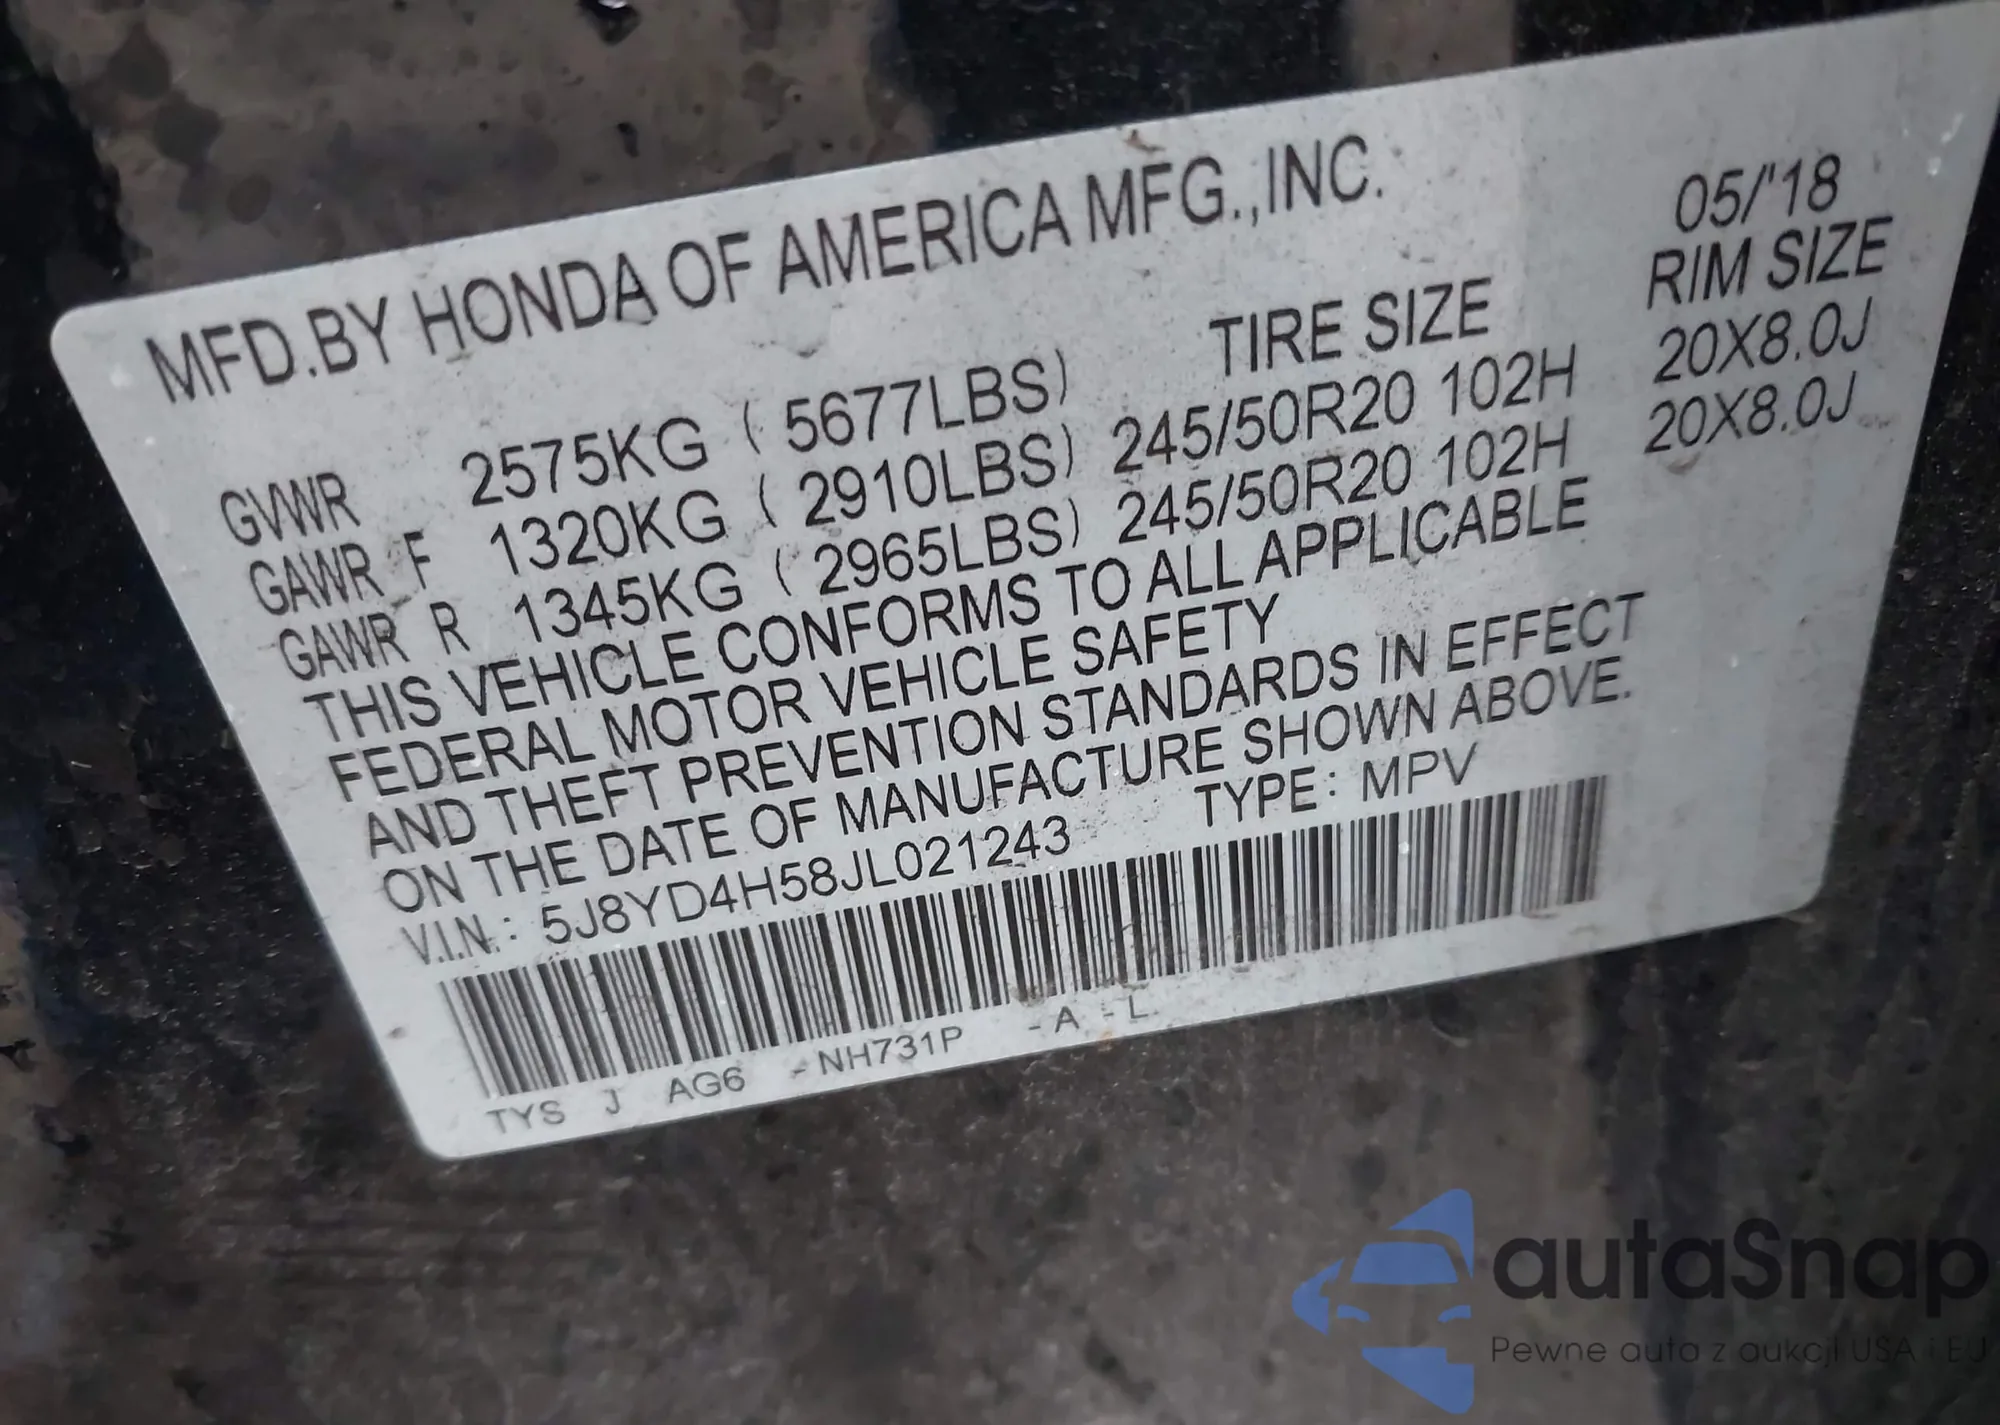 MFD.BY HONDA OF AMERICA MFG.,INC. 05/'18
TIRE SIZE RIM SIZE
GVWR 2575KG ( 5677LBS)
GAWR F 1320KG ( 2910LBS) 245/50R20 102H 20X8.0J
GAWR R 1345KG ( 2965LBS) 245/50R20 102H 20X8.0J
THIS VEHICLE CONFORMS TO ALL APPLICABLE
FEDERAL MOTOR VEHICLE SAFETY
AND THEFT PREVENTION STANDARDS IN EFFECT
ON THE DATE OF MANUFACTURE SHOWN ABOVE.
V.I.N.: 5J8YD4H58JL021243 TYPE: MPV
TYS J AG6 -NH731P -A -L
autaSnap
Pewne auta z aukcji USA i EU